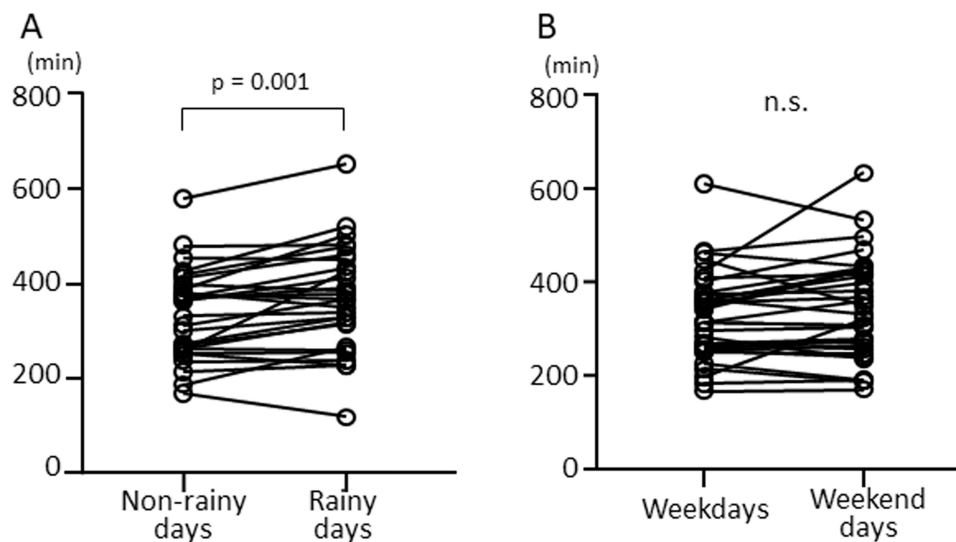 A
(min)
p = 0.001
800
600
400
200
0
Non-rainy
days
Rainy
days
B
(min)
n.s.
800
600
400
200
0
Weekdays
Weekend
days